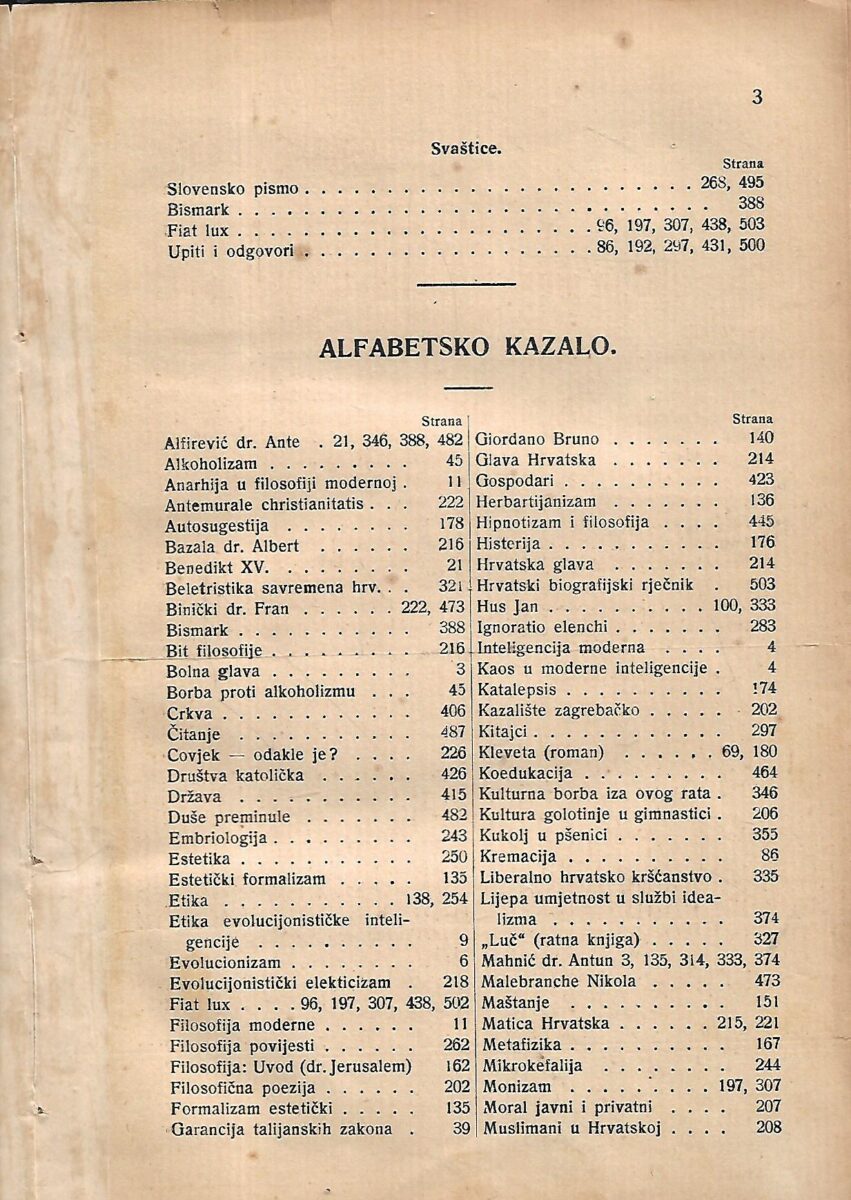 3
Svaštice.
Strana
Slovensko pismo . . . . . . . . . . . . . . . . . . . . . . . . . 268, 495
Bismark . . . . . . . . . . . . . . . . . . . . . . . . . . . . . . 388
Fiat lux . . . . . . . . . . . . . . . . . . . . . . . 96, 197, 307, 438, 503
Upiti i odgovori . . . . . . . . . . . . . . . . . . . 86, 192, 297, 431, 500
ALFABETSKO KAZALO.
Strana
Alfirević dr. Ante . 21, 346, 388, 482
Alkoholizam . . . . . . . . . 45
Anarhija u filosofiji modernoj . 11
Antemurale christianitatis . . . 222
Autosugestija . . . . . . . 178
Bazala dr. Albert . . . . . . 216
Benedikt XV. . . . . . . . . 21
Beletristika savremena hrv. . . 321
Binički dr. Fran . . . . . . 222, 473
Bismark . . . . . . . . . . 388
Bit filosofije . . . . . . . . 216
Bolna glava . . . . . . . . . 3
Borba proti alkoholizmu . . . 45
Crkva . . . . . . . . . . . . 406
Čitanje . . . . . . . . . . . 487
Covjek — odakle je? . . . . 226
Društva katolička . . . . . 426
Država . . . . . . . . . . . 415
Duše preminule . . . . . . . 482
Embriologija . . . . . . . . . 243
Estetika . . . . . . . . . . . 250
Estetički formalizam . . . . . 135
Etika . . . . . . . . . . . 138, 254
Etika evolucijonističke inteli-
gencije . . . . . . . . . 9
Evolucionizam . . . . . . . . 6
Evolucijonistički elekticizam . 218
Fiat lux . . . . 96, 197, 307, 438, 502
Filosofija moderne . . . . . . 11
Filosofija povijesti . . . . . . 262
Filosofija: Uvod (dr. Jerusalem) 162
Filosofična poezija . . . . . . 202
Formalizam estetički . . . . . 135
Garancija talijanskih zakona . 39
Strana
Giordano Bruno . . . . . . . 140
Glava Hrvatska . . . . . . . 214
Gospodari . . . . . . . . . . 423
Herbartijanizam . . . . . . . 136
Hipnotizam i filosofija . . . . 445
Histerija . . . . . . . . . . . 176
Hrvatska glava . . . . . . . 214
Hrvatski biografijski rječnik . 503
Hus Jan . . . . . . . . . . 100, 333
Ignoratio elenchi . . . . . . . 283
Inteligencija moderna . . . . 4
Kaos u moderne inteligencije . 4
Katalepsis . . . . . . . . . . 174
Kazalište zagrebačko . . . . . 202
Kitajci . . . . . . . . . . . . 297
Kleveta (roman) . . . . . . 69, 180
Koedukacija . . . . . . . . . 464
Kulturna borba iza ovog rata . 346
Kultura golotinje u gimnastici . 206
Kukolj u pšenici . . . . . . . 355
Kremacija . . . . . . . . . . 86
Liberalno hrvatsko kršćanstvo . 335
Lijepa umjetnost u službi idea-
lizma . . . . . . . . . . 374
„Luč“ (ratna knjiga) . . . . . 327
Mahnić dr. Antun 3, 135, 314, 333, 374
Malebranche Nikola . . . . . 473
Maštanje . . . . . . . . . . 151
Matica Hrvatska . . . . . . 215, 221
Metafizika . . . . . . . . . . 167
Mikrokefalija . . . . . . . . 244
Monizam . . . . . . . . . 197, 307
Moral javni i privatni . . . . 207
Muslimani u Hrvatskoj . . . . 208